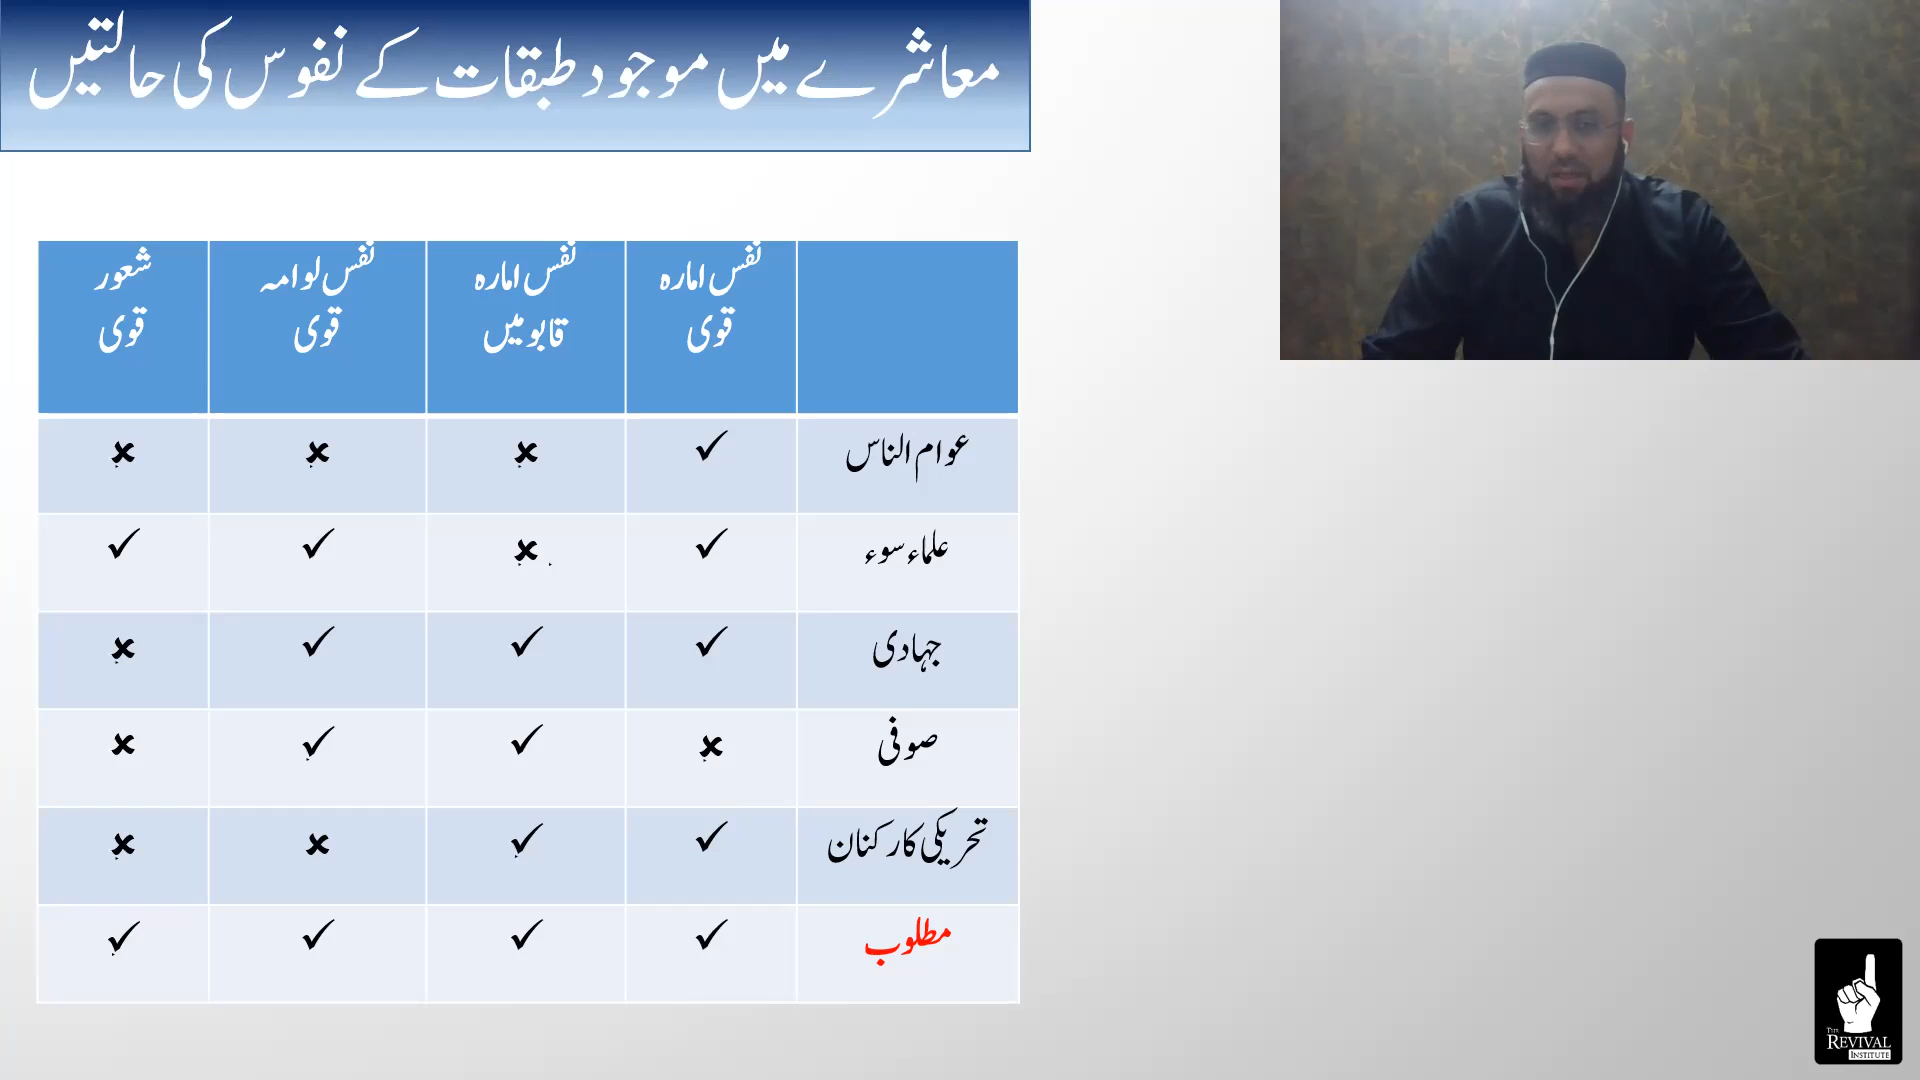 معاشرے میں موجود طبقات کے نفوس کی حالتیں
نفس امارہ قوی
نفس امارہ قابو میں
نفس لوامہ قوی
شعور قوی
عوام الناس ✓ ✘ ✘ ✘
علماء سوء ✓ ✘ ✓ ✓
جہادی ✓ ✓ ✓ ✘
صوفی ✘ ✓ ✓ ✘
تحریکی کارکنان ✓ ✓ ✘ ✘
مطلوب ✓ ✓ ✓ ✓
THE
REVIVAL
INSTITUTE